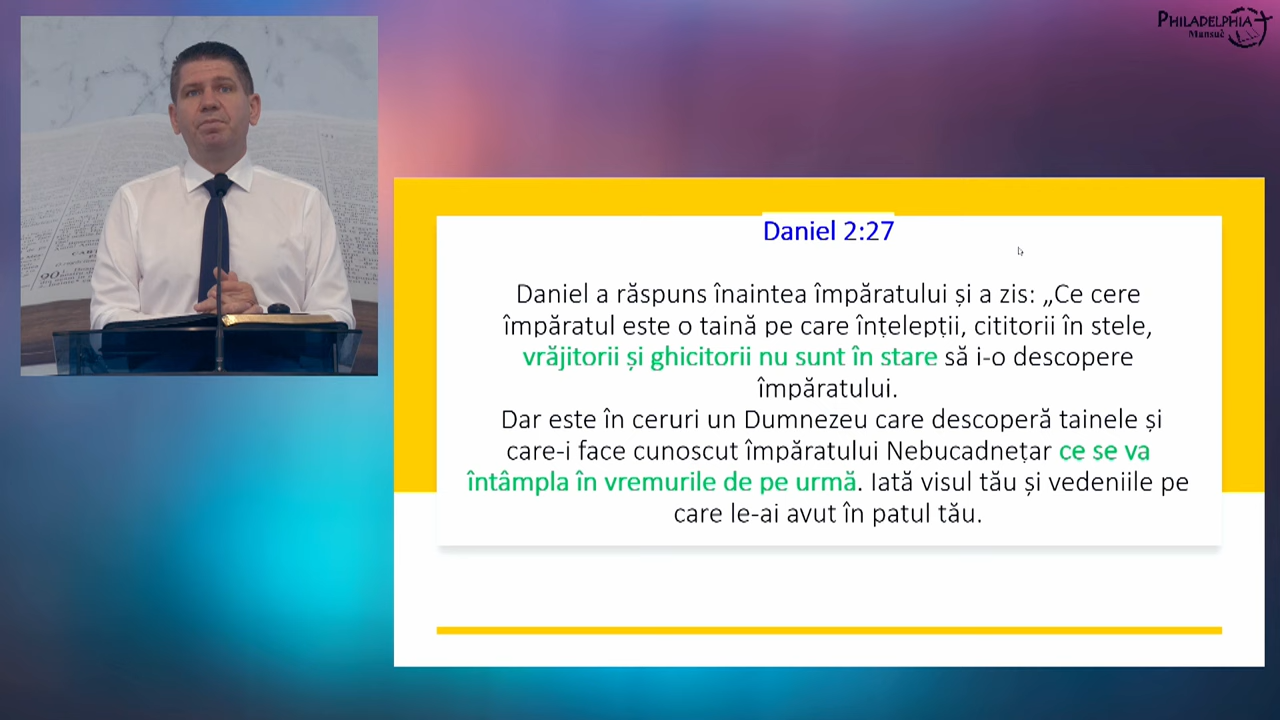 PHILADELPHIA
Mansuè
Daniel 2:27
Daniel a răspuns înaintea împăratului și a zis: „Ce cere
împăratul este o taină pe care înțelepții, cititorii în stele,
vrăjitorii și ghicitorii nu sunt în stare să i-o descopere
împăratului.
Dar este în ceruri un Dumnezeu care descoperă tainele și
care-i face cunoscut împăratului Nebucadnețar ce se va
întâmpla în vremurile de pe urmă. Iată visul tău și vedeniile pe
care le-ai avut în patul tău.
90